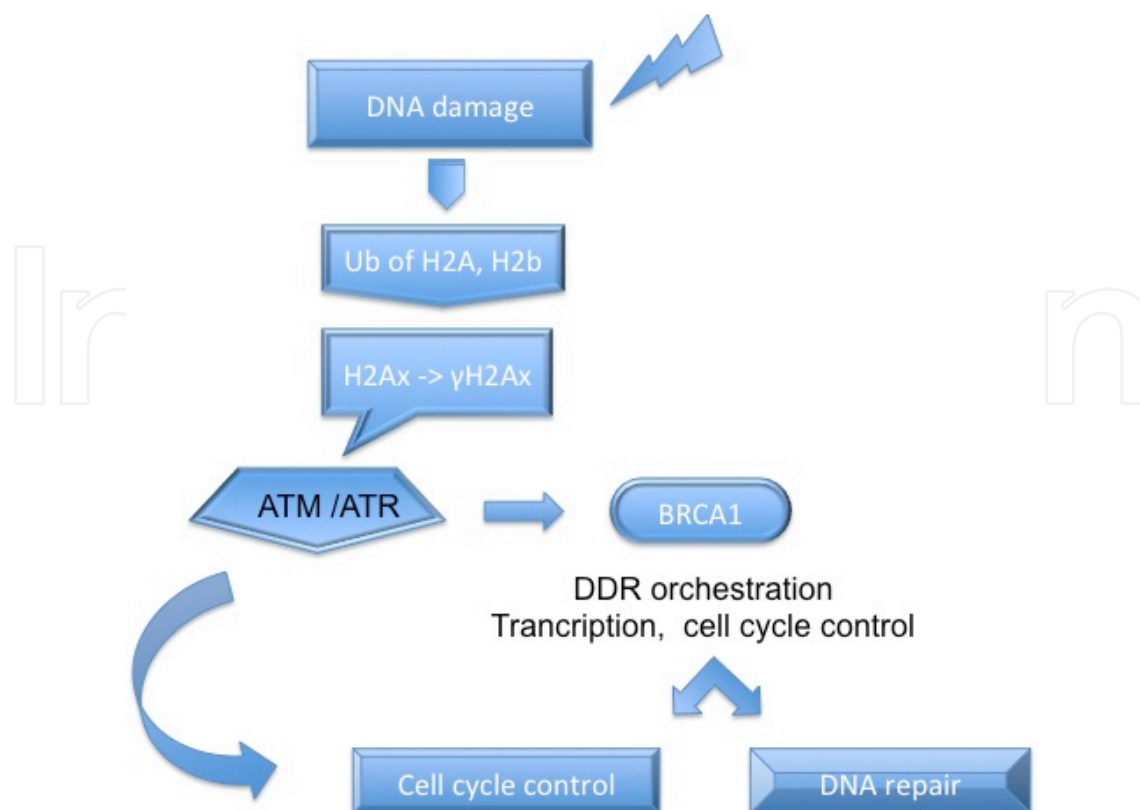 DNA damage
Ub of H2A, H2b
H2Ax -> γH2Ax
ATM /ATR
BRCA1
DDR orchestration
Trancription, cell cycle control
Cell cycle control
DNA repair